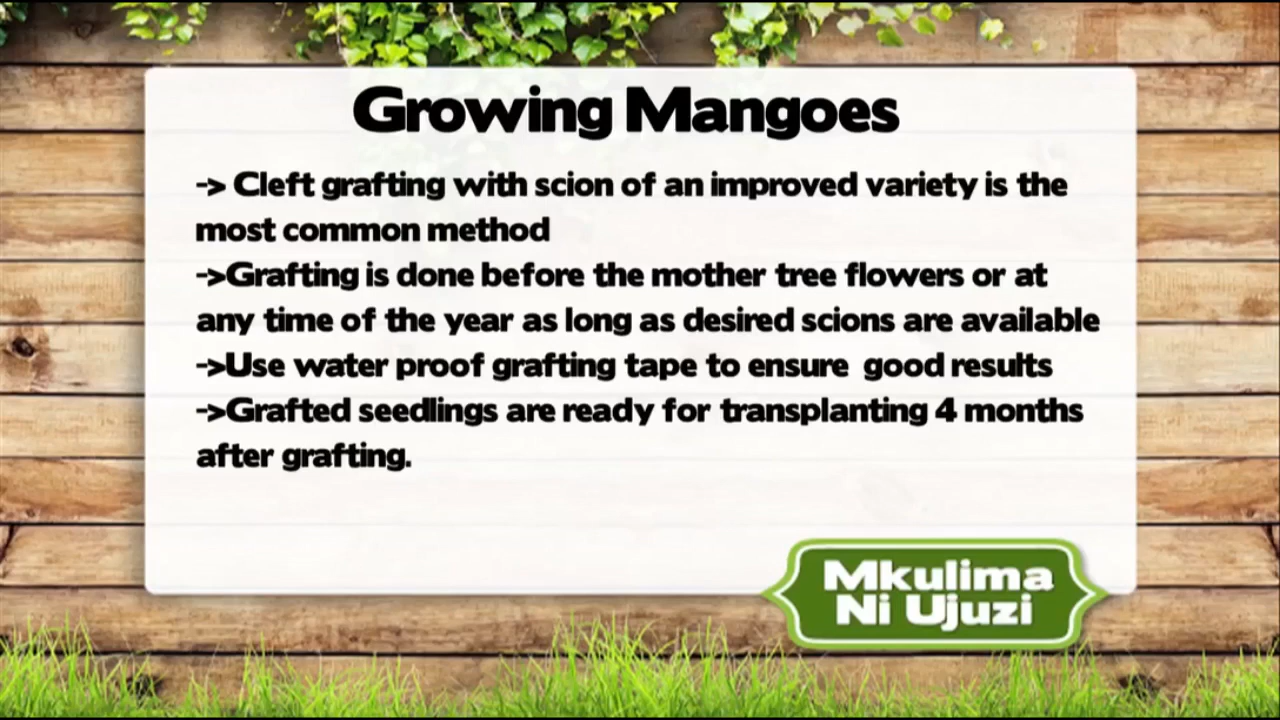 Growing Mangoes
-> Cleft grafting with scion of an improved variety is the
most common method
->Grafting is done before the mother tree flowers or at
any time of the year as long as desired scions are available
->Use water proof grafting tape to ensure  good results
->Grafted seedlings are ready for transplanting 4 months
after grafting.
Mkulima
Ni Ujuzi